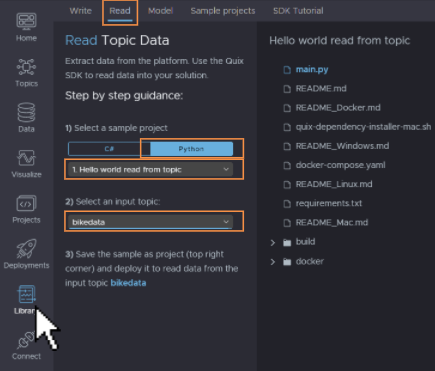 Write Read Model Sample projects SDK Tutorial
Home
Topics
Data
Visualize
Projects
Deployments
Library
Connect
Read Topic Data
Extract data from the platform. Use the Quix
SDK to read data into your solution.
Step by step guidance:
1) Select a sample project
C# Python
1. Hello world read from topic
2) Select an input topic:
bikedata
3) Save the sample as project (top right
corner) and deploy it to read data from the
input topic bikedata
Hello world read from topic
main.py
README.md
README_Docker.md
quix-dependency-installer-mac.sh
README_Windows.md
docker-compose.yaml
README_Linux.md
requirements.txt
README_Mac.md
build
docker